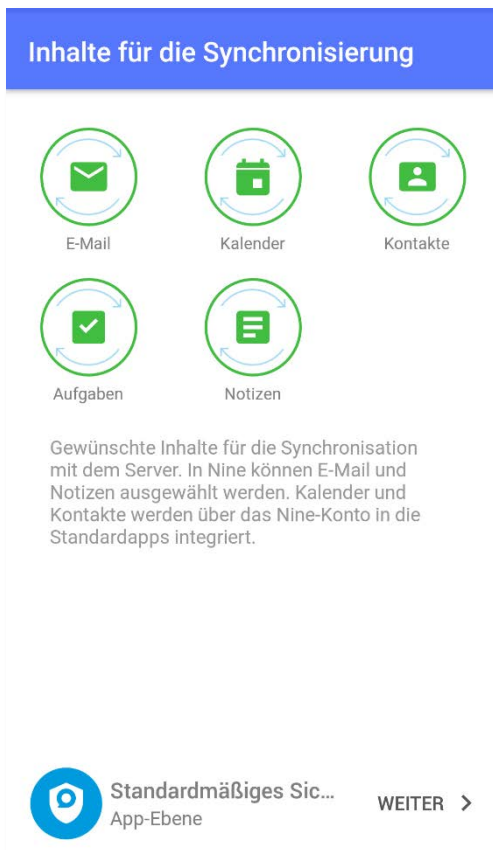 Inhalte für die Synchronisierung
E-Mail
Kalender
Kontakte
Aufgaben
Notizen
Gewünschte Inhalte für die Synchronisation
mit dem Server. In Nine können E-Mail und
Notizen ausgewählt werden. Kalender und
Kontakte werden über das Nine-Konto in die
Standardapps integriert.
Standardmäßiges Sic...
App-Ebene
WEITER